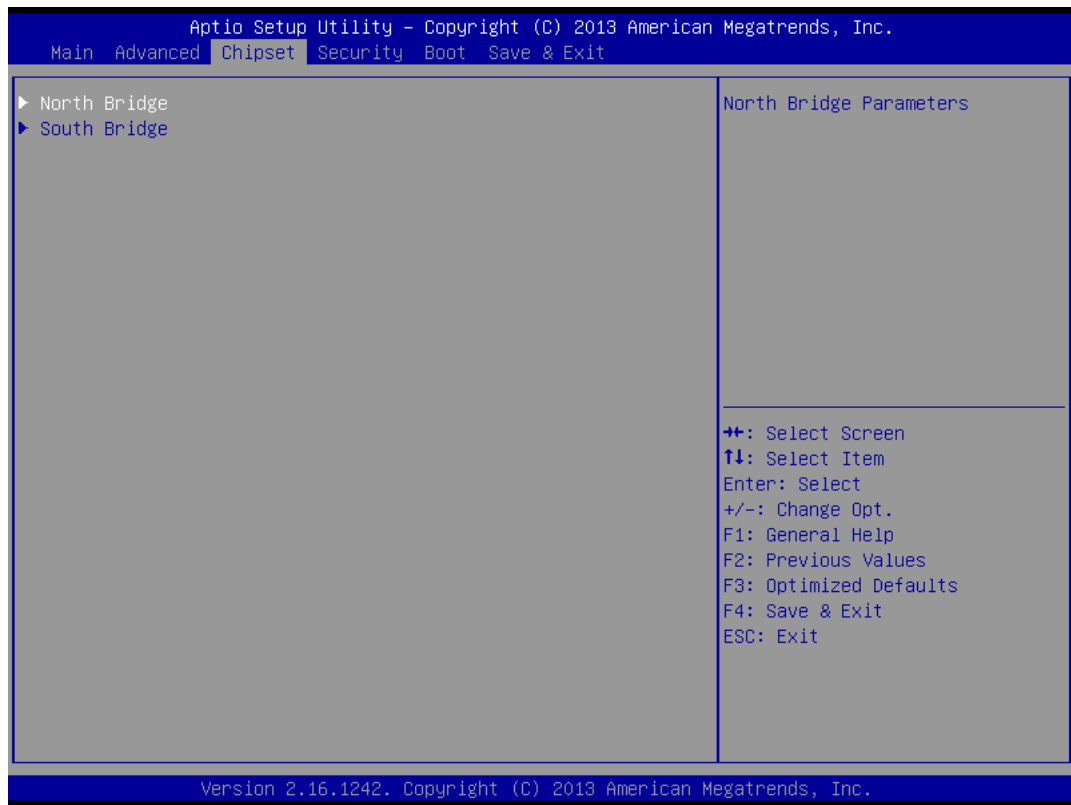 Aptio Setup Utility – Copyright (C) 2013 American Megatrends, Inc.
Main Advanced Chipset Security Boot Save & Exit
▶ North Bridge
▶ South Bridge
North Bridge Parameters
→←: Select Screen
↑↓: Select Item
Enter: Select
+/-: Change Opt.
F1: General Help
F2: Previous Values
F3: Optimized Defaults
F4: Save & Exit
ESC: Exit
Version 2.16.1242. Copyright (C) 2013 American Megatrends, Inc.